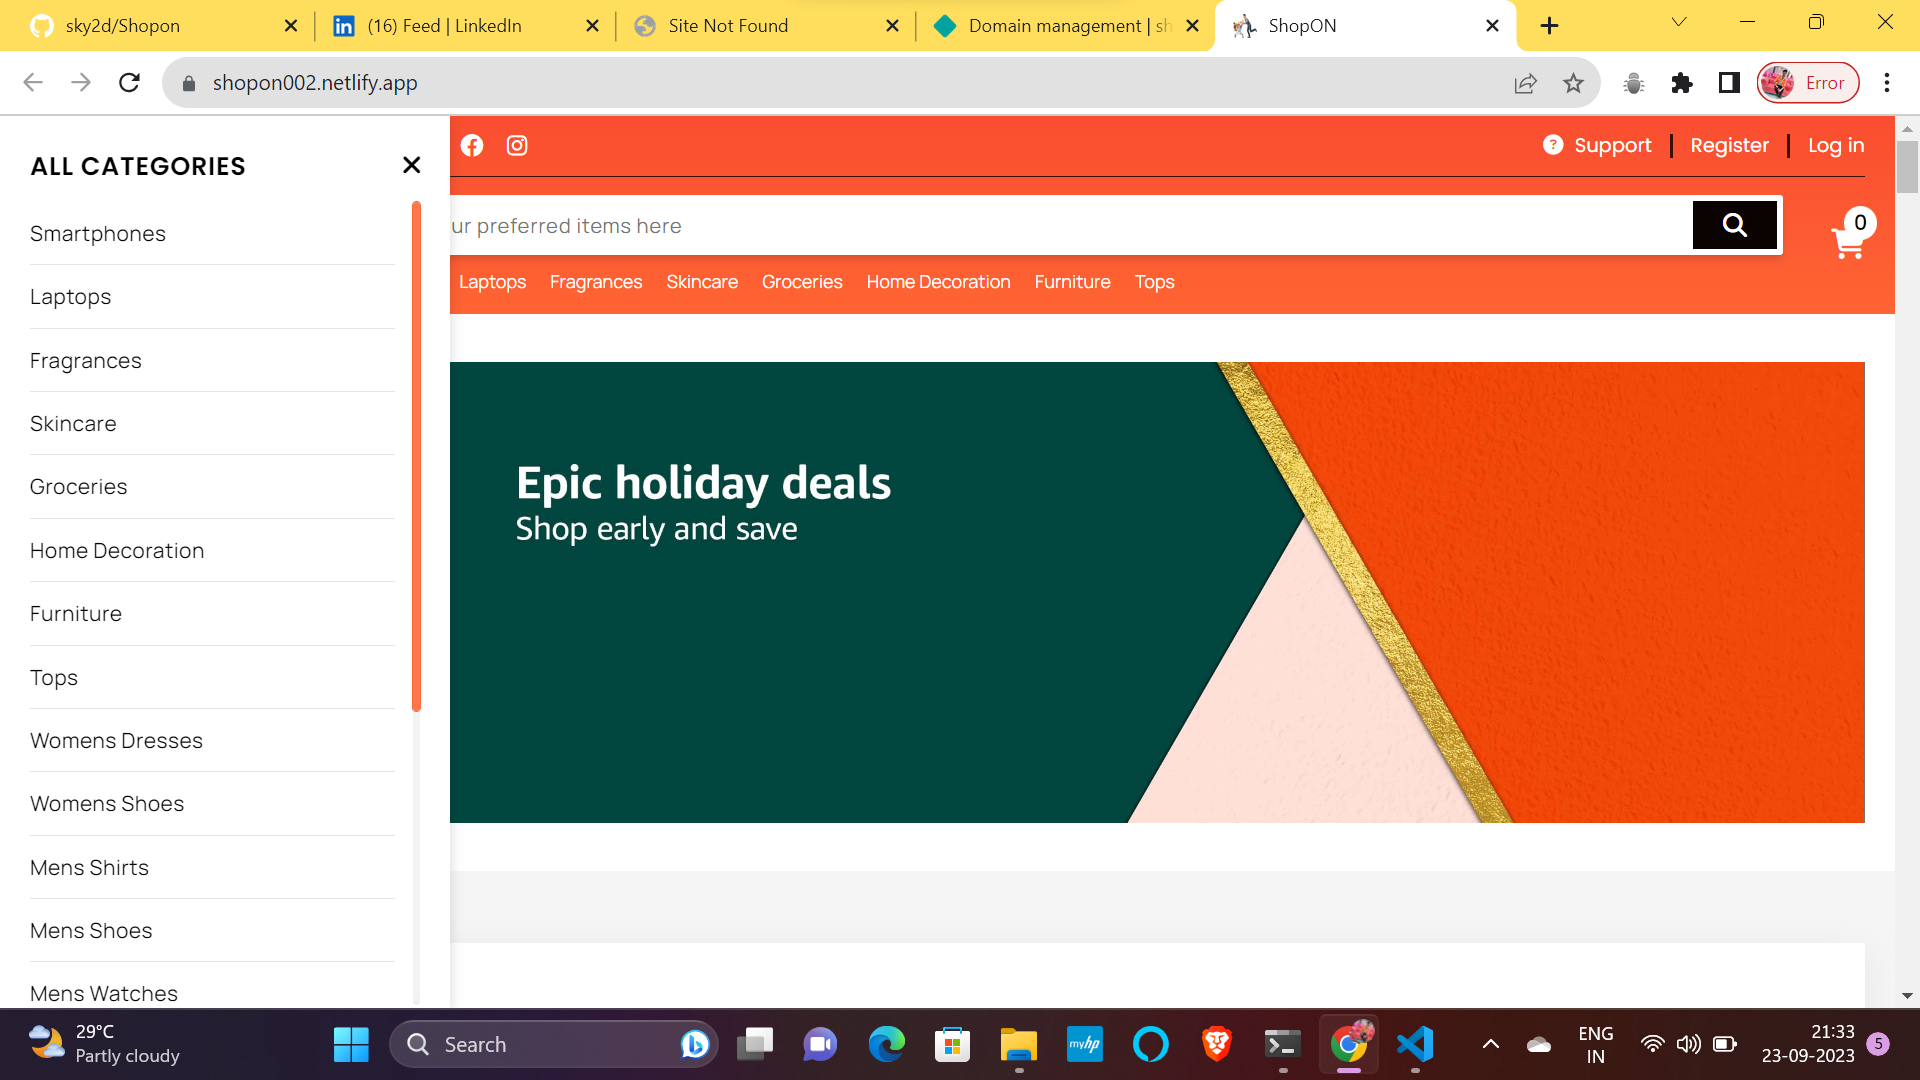 sky2d/Shopon
(16) Feed | LinkedIn
Site Not Found
Domain management | sh
ShopON
shopon002.netlify.app
Error
ALL CATEGORIES
Smartphones
Laptops
Fragrances
Skincare
Groceries
Home Decoration
Furniture
Tops
Womens Dresses
Womens Shoes
Mens Shirts
Mens Shoes
Mens Watches
Support
Register
Log in
ur preferred items here
0
Laptops
Fragrances
Skincare
Groceries
Home Decoration
Furniture
Tops
Epic holiday deals
Shop early and save
29°C
Partly cloudy
Search
myhp
ENG
IN
21:33
23-09-2023
5